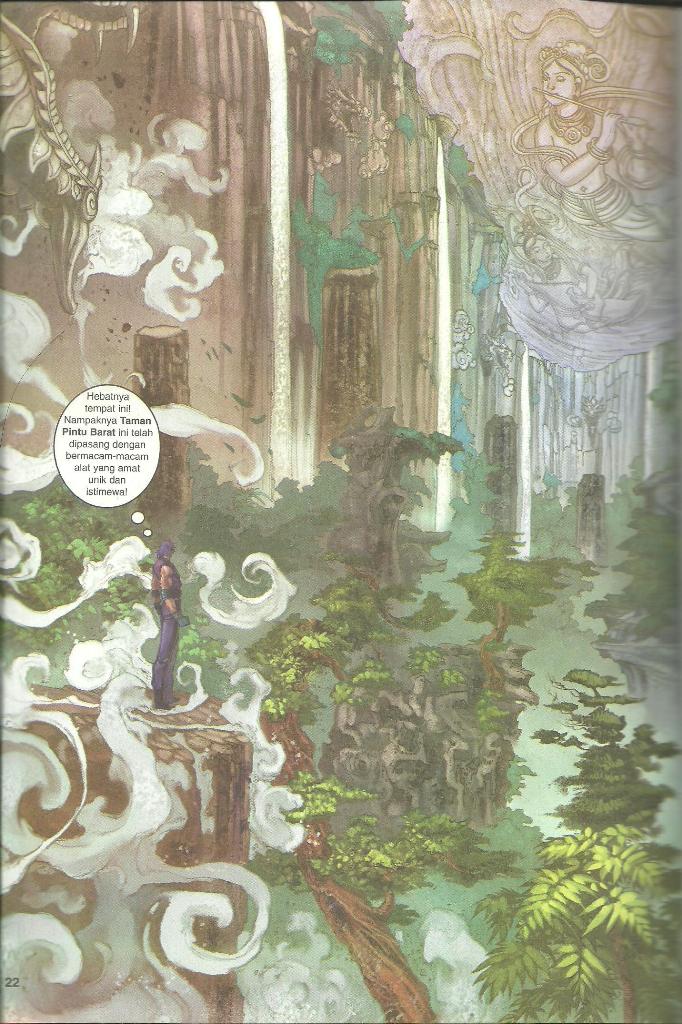 Hebatnya
tempat ini!
Nampaknya Taman
Pintu Barat ini telah
dipasang dengan
bermacam-macam
alat yang amat
unik dan
istimewa!
22